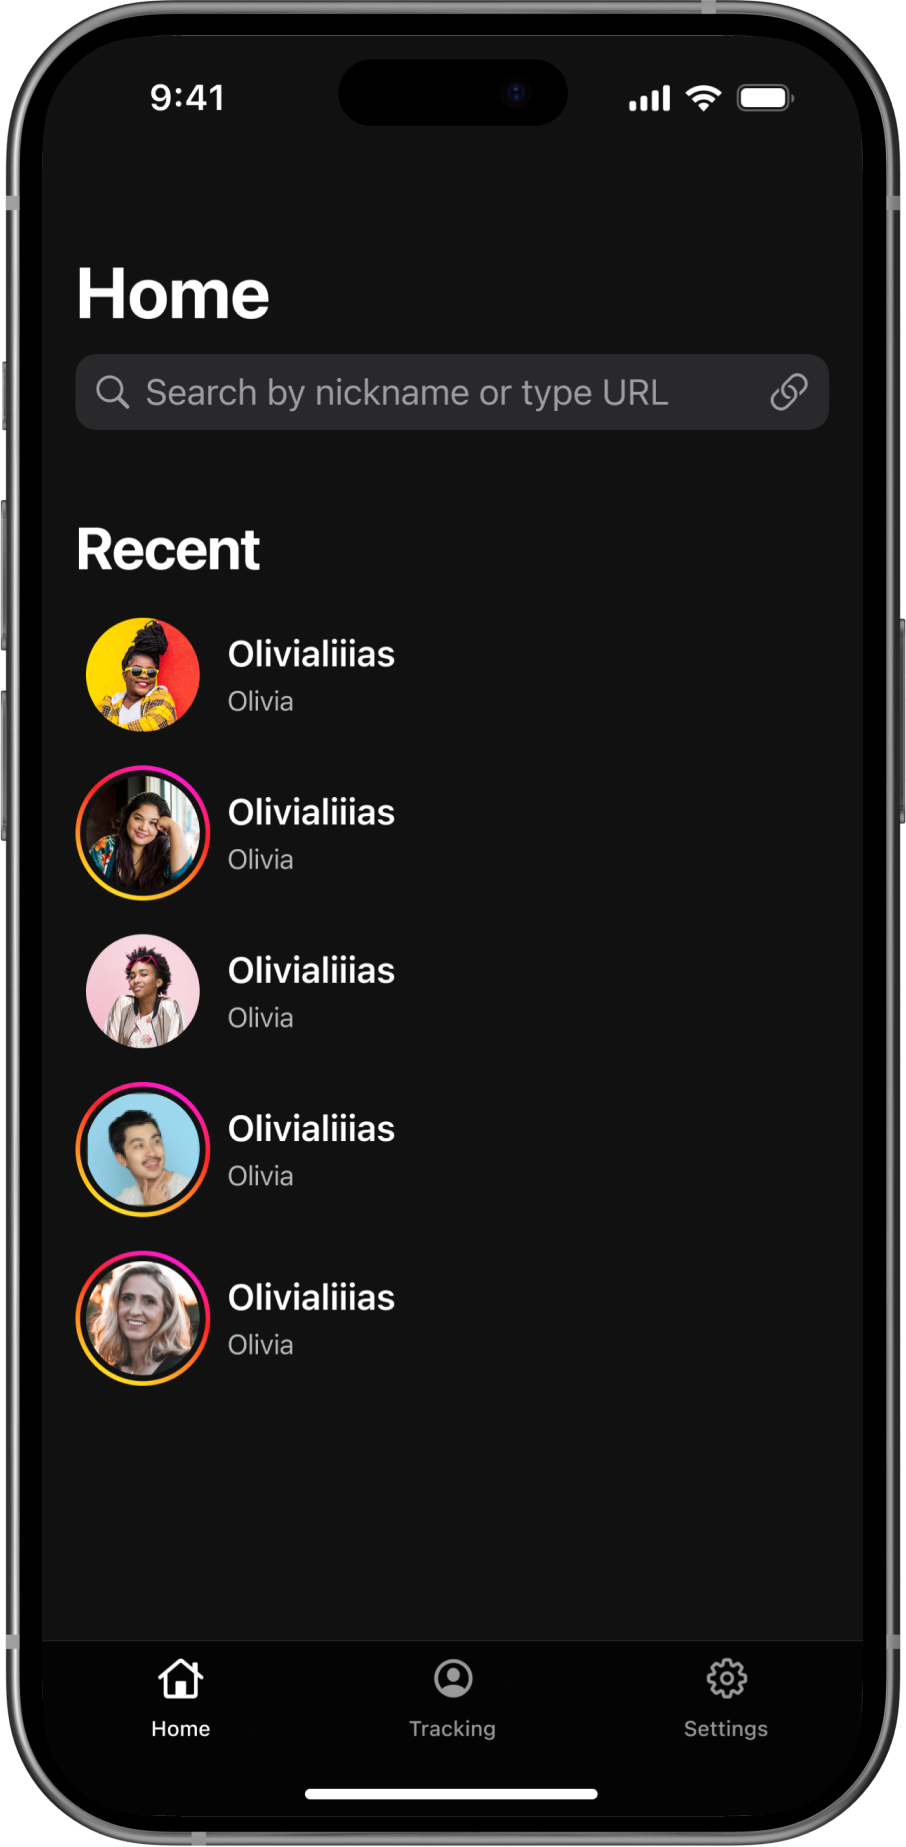 9:41
Home
Search by nickname or type URL
Recent
Olivialiiias
Olivia
Olivialiiias
Olivia
Olivialiiias
Olivia
Olivialiiias
Olivia
Olivialiiias
Olivia
Home Tracking Settings